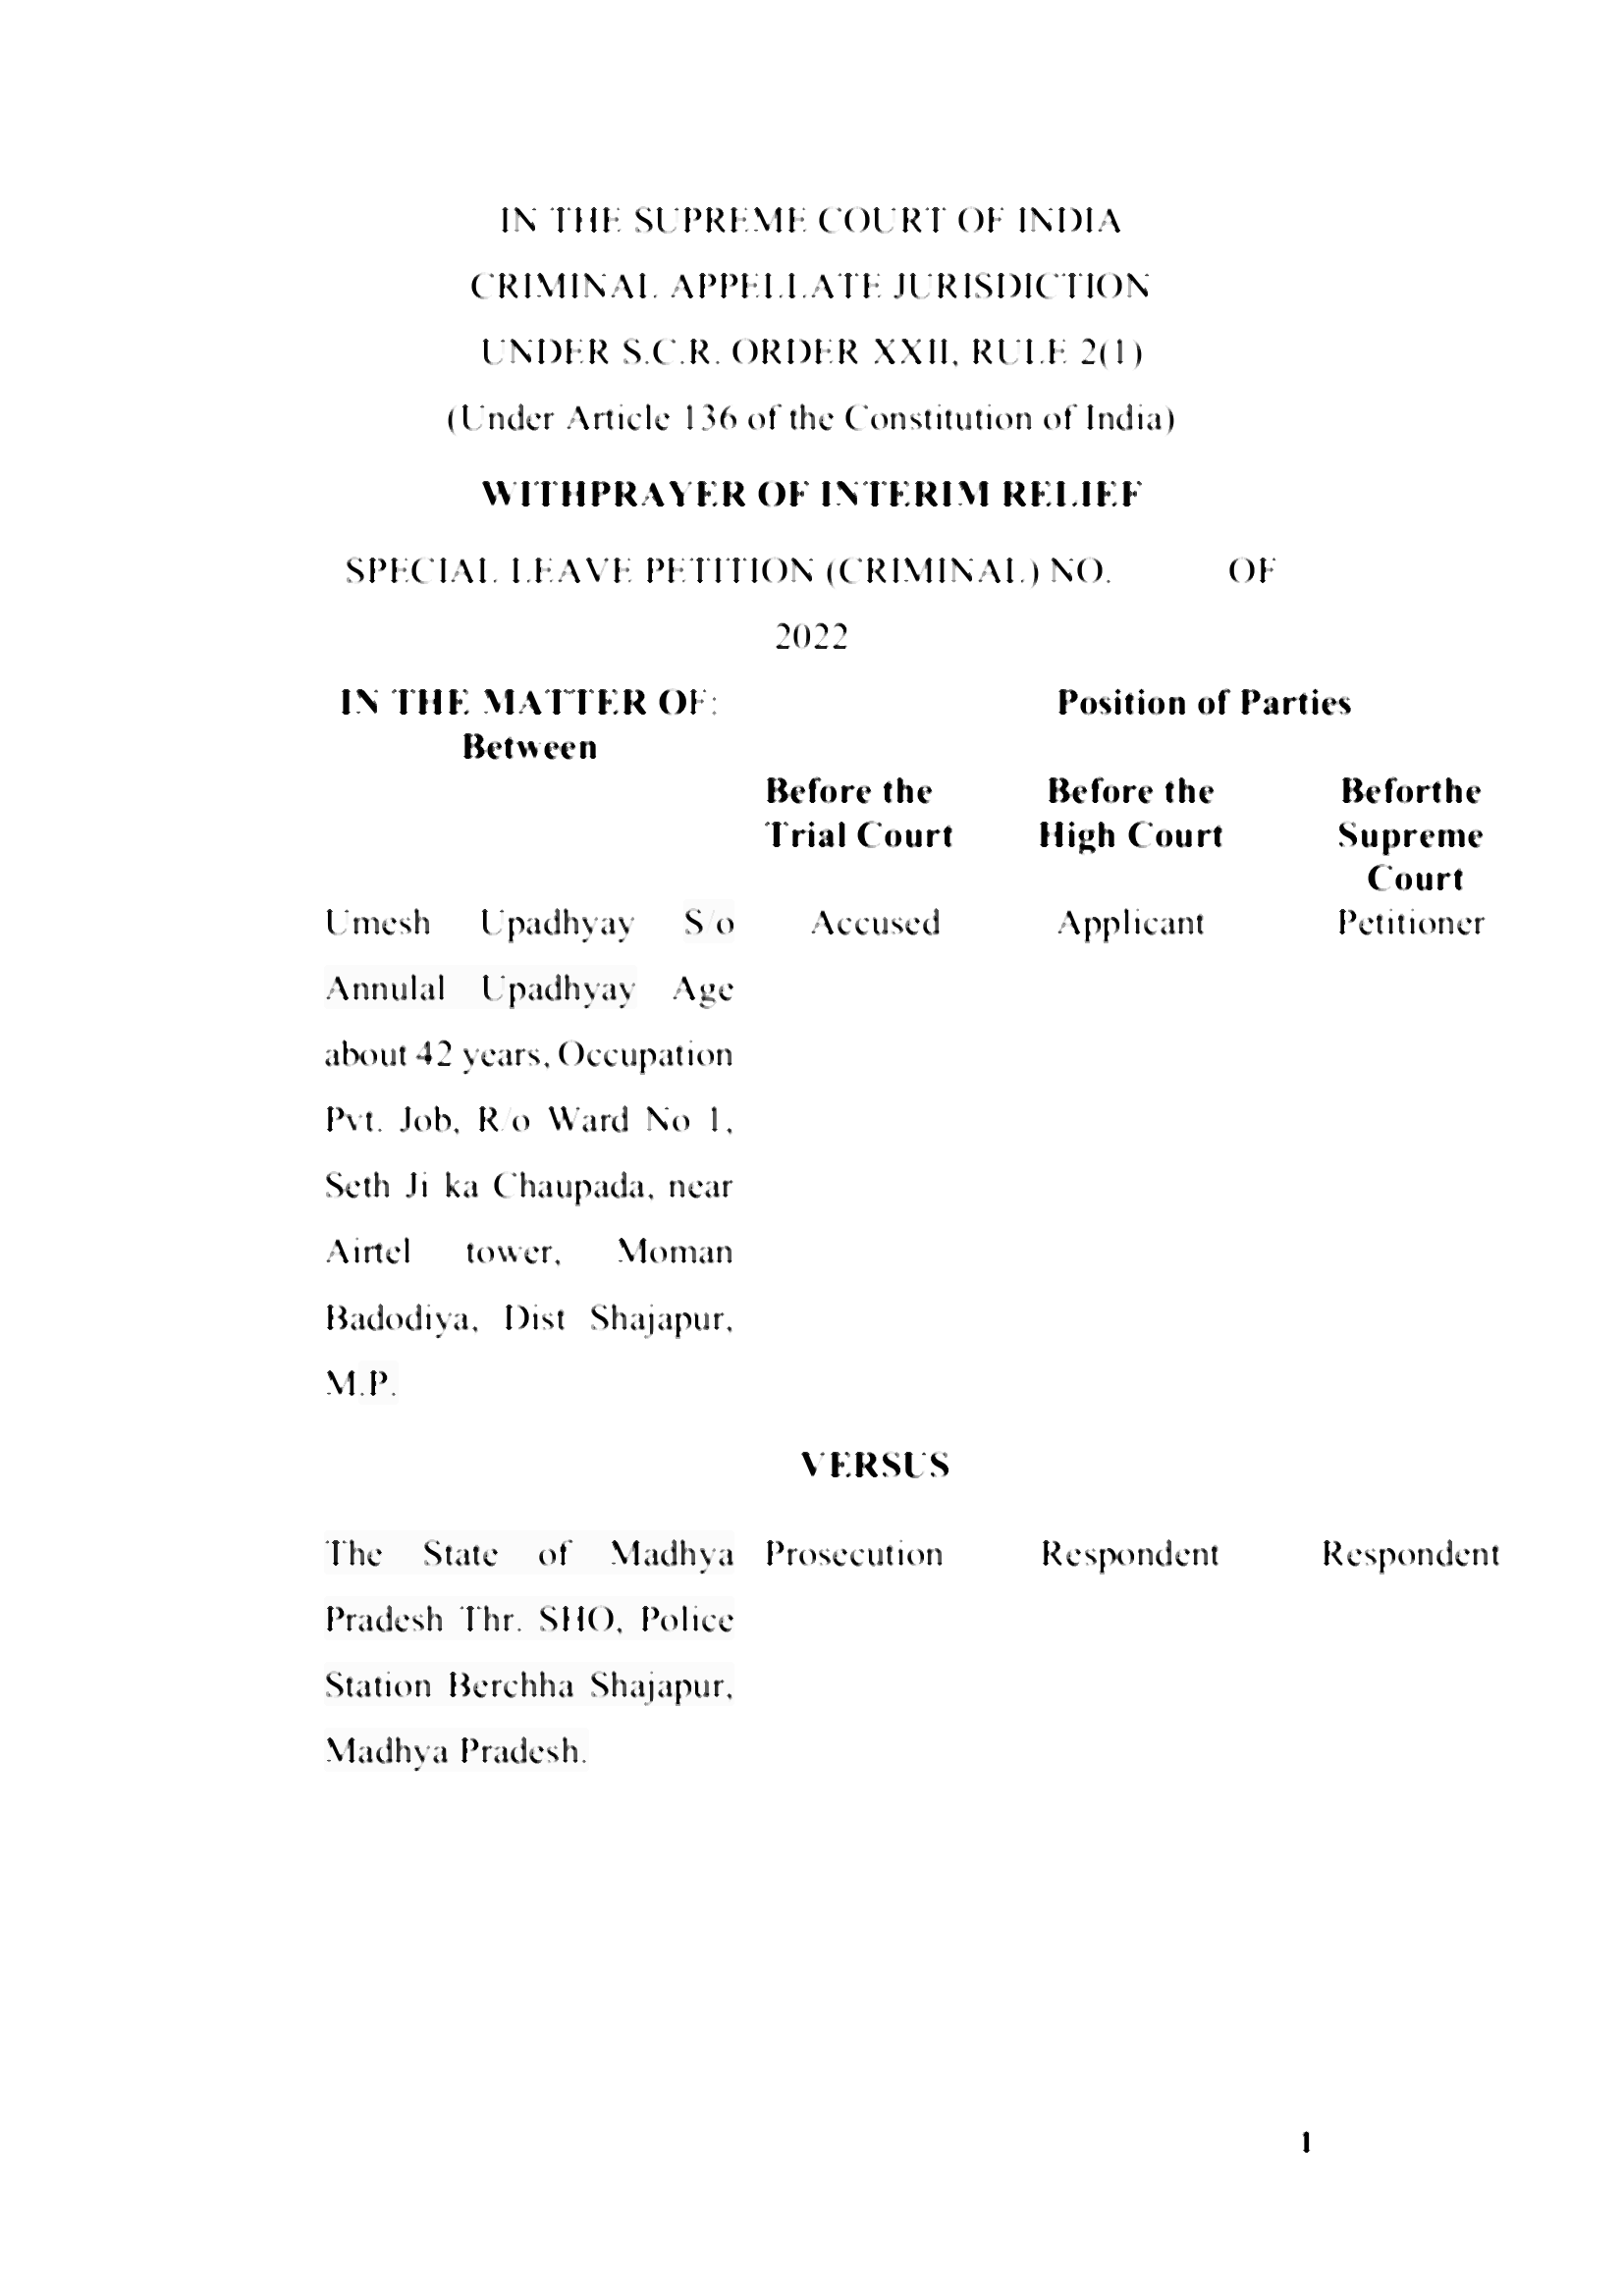 IN THE SUPREME COURT OF INDIA
CRIMINAL APPELLATE JURISDICTION
UNDER S.C.R. ORDER XXII, RULE 2(1)
(Under Article 136 of the Constitution of India)
WITHPRAYER OF INTERIM RELIEF
SPECIAL LEAVE PETITION (CRIMINAL) NO. OF
2022
IN THE MATTER OF: Position of Parties
Between
Before the Before the Beforthe
Trial Court High Court Supreme
Court
Umesh Upadhyay S/o Accused Applicant Petitioner
Annulal Upadhyay Age
about 42 years, Occupation
Pvt. Job, R/o Ward No 1,
Seth Ji ka Chaupada, near
Airtel tower, Moman
Badodiya, Dist Shajapur,
M.P.
VERSUS
The State of Madhya Prosecution Respondent Respondent
Pradesh Thr. SHO, Police
Station Berchha Shajapur,
Madhya Pradesh.
1